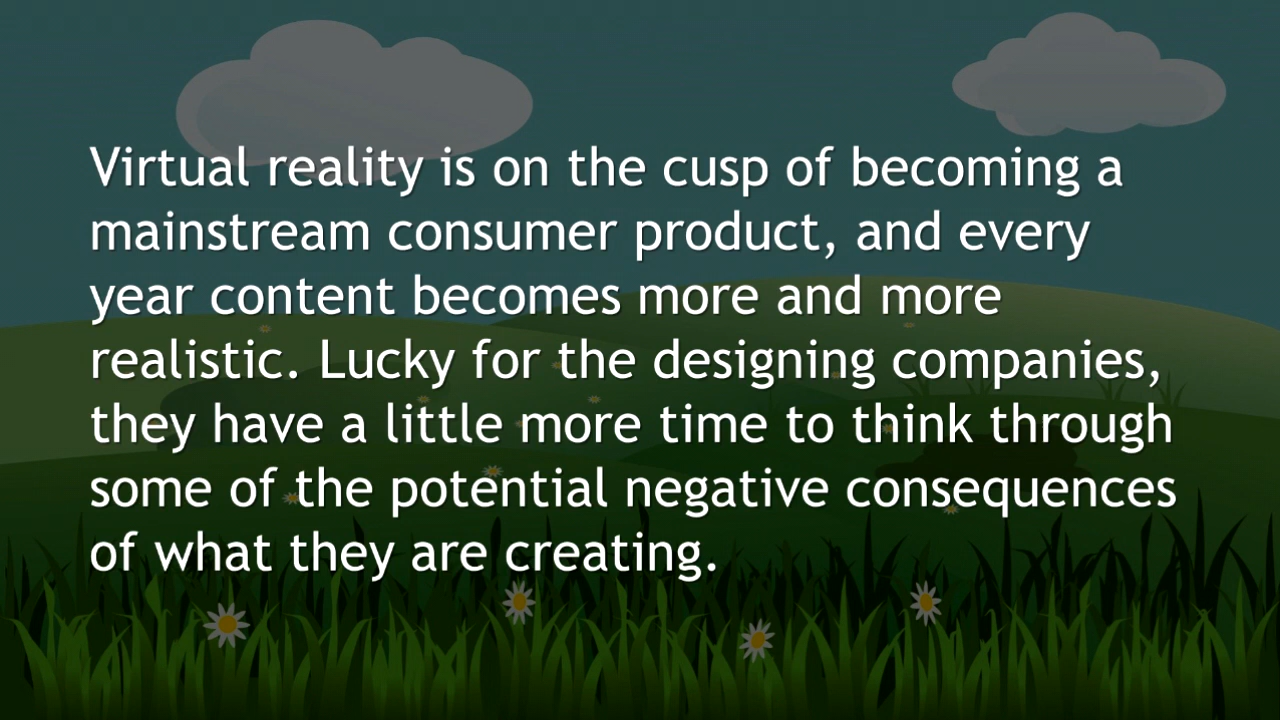 Virtual reality is on the cusp of becoming a
mainstream consumer product, and every
year content becomes more and more
realistic. Lucky for the designing companies,
they have a little more time to think through
some of the potential negative consequences
of what they are creating.